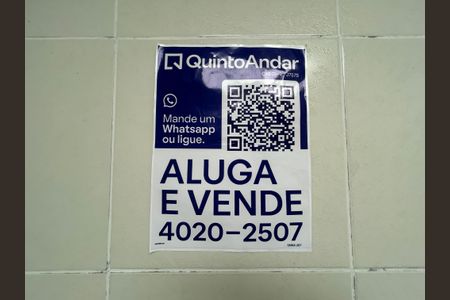 QuintoAndar
Mande um
Whatsapp
ou ligue.
ALUGA
E VENDE
4020-2507